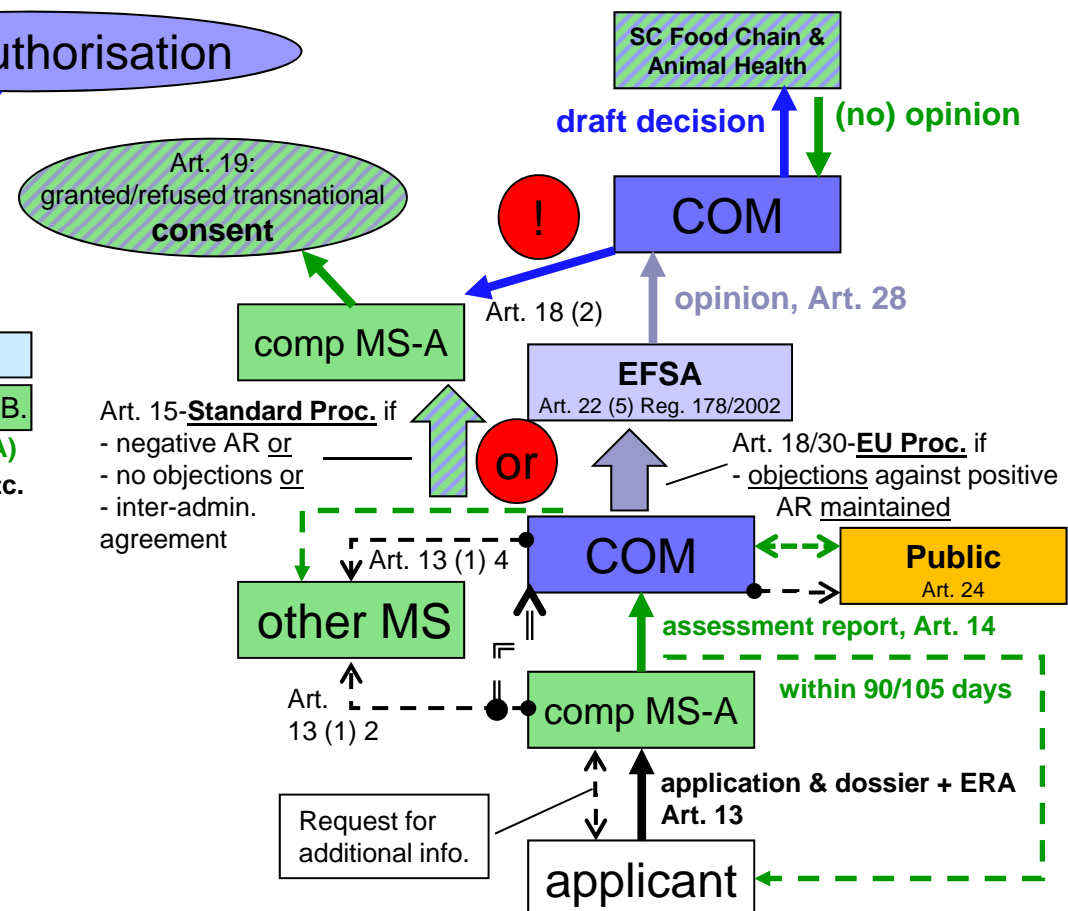 SC Food Chain &
Animal Health
uthorisation
draft decision
(no) opinion
Art. 19:
granted/refused transnational
consent
!
COM
opinion, Art. 28
Art. 18 (2)
comp MS-A
EFSA
Art. 22 (5) Reg. 178/2002
B.
A)
tc.
Art. 15-Standard Proc. if
- negative AR or
- no objections or
- inter-admin.
agreement
or
Art. 18/30-EU Proc. if
- objections against positive
AR maintained
Art. 13 (1) 4
COM
Public
Art. 24
other MS
assessment report, Art. 14
within 90/105 days
Art.
13 (1) 2
comp MS-A
application & dossier + ERA
Art. 13
Request for
additional info.
applicant